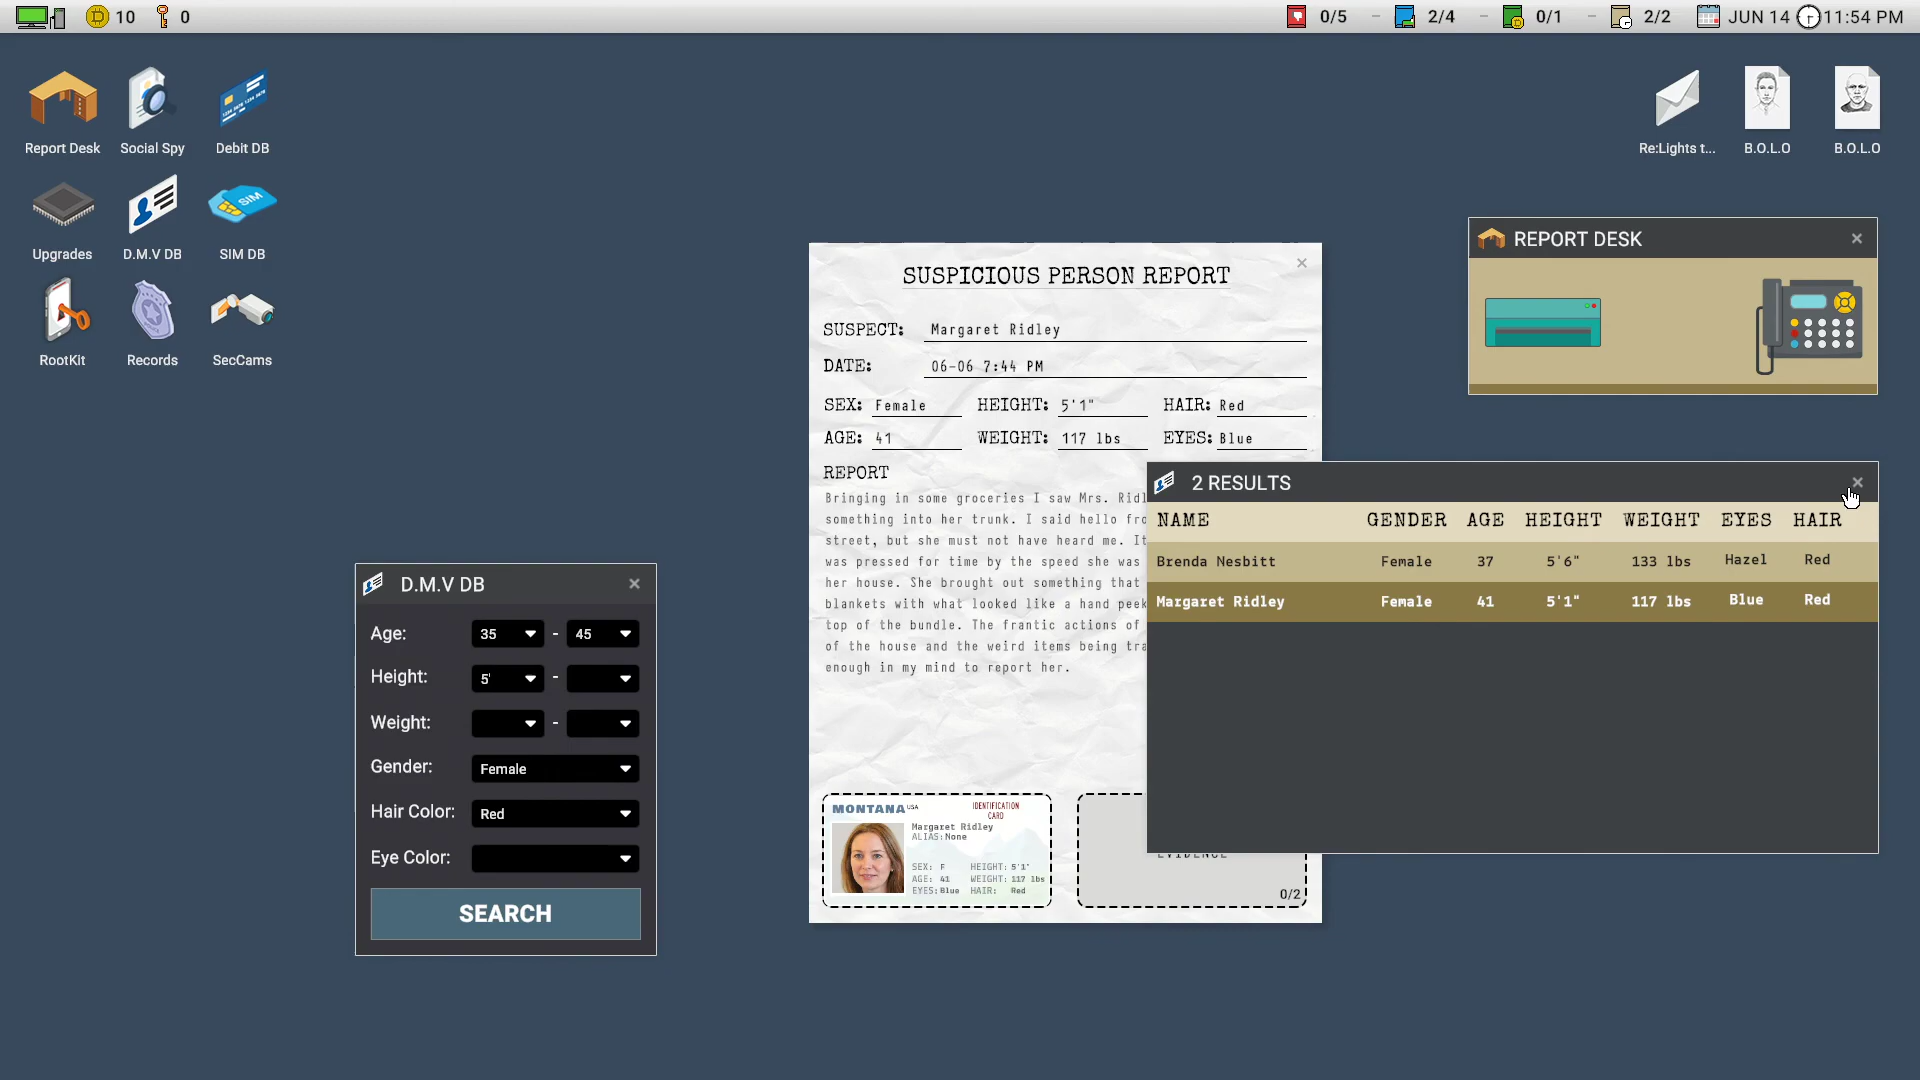 10
0
0/5
2/4
0/1
2/2
JUN 14
11:54 PM
Report Desk
Social Spy
Debit DB
Upgrades
D.M.V DB
SIM DB
SIM
RootKit
Records
SecCams
Re:Lights t...
B.O.L.O
B.O.L.O
REPORT DESK
SUSPICIOUS PERSON REPORT
SUSPECT: Margaret Ridley
DATE: 06-06 7:44 PM
SEX: Female HEIGHT: 5'1" HAIR: Red
AGE: 41 WEIGHT: 117 lbs EYES: Blue
REPORT
Bringing in some groceries I saw Mrs. Ridl
something into her trunk. I said hello fro
street, but she must not have heard me. It
was pressed for time by the speed she was
her house. She brought out something that
blankets with what looked like a hand peek
top of the bundle. The frantic actions of
of the house and the weird items being tra
enough in my mind to report her.
MONTANA USA
IDENTIFICATION
CARD
Margaret Ridley
ALIAS: None
SEX: F HEIGHT: 5'1"
AGE: 41 WEIGHT: 117 lbs
EYES: Blue HAIR: Red
EVIDENCE
0/2
2 RESULTS
NAME GENDER AGE HEIGHT WEIGHT EYES HAIR
Brenda Nesbitt Female 37 5'6" 133 lbs Hazel Red
Margaret Ridley Female 41 5'1" 117 lbs Blue Red
D.M.V DB
Age: 35 - 45
Height: 5' -
Weight: -
Gender: Female
Hair Color: Red
Eye Color:
SEARCH